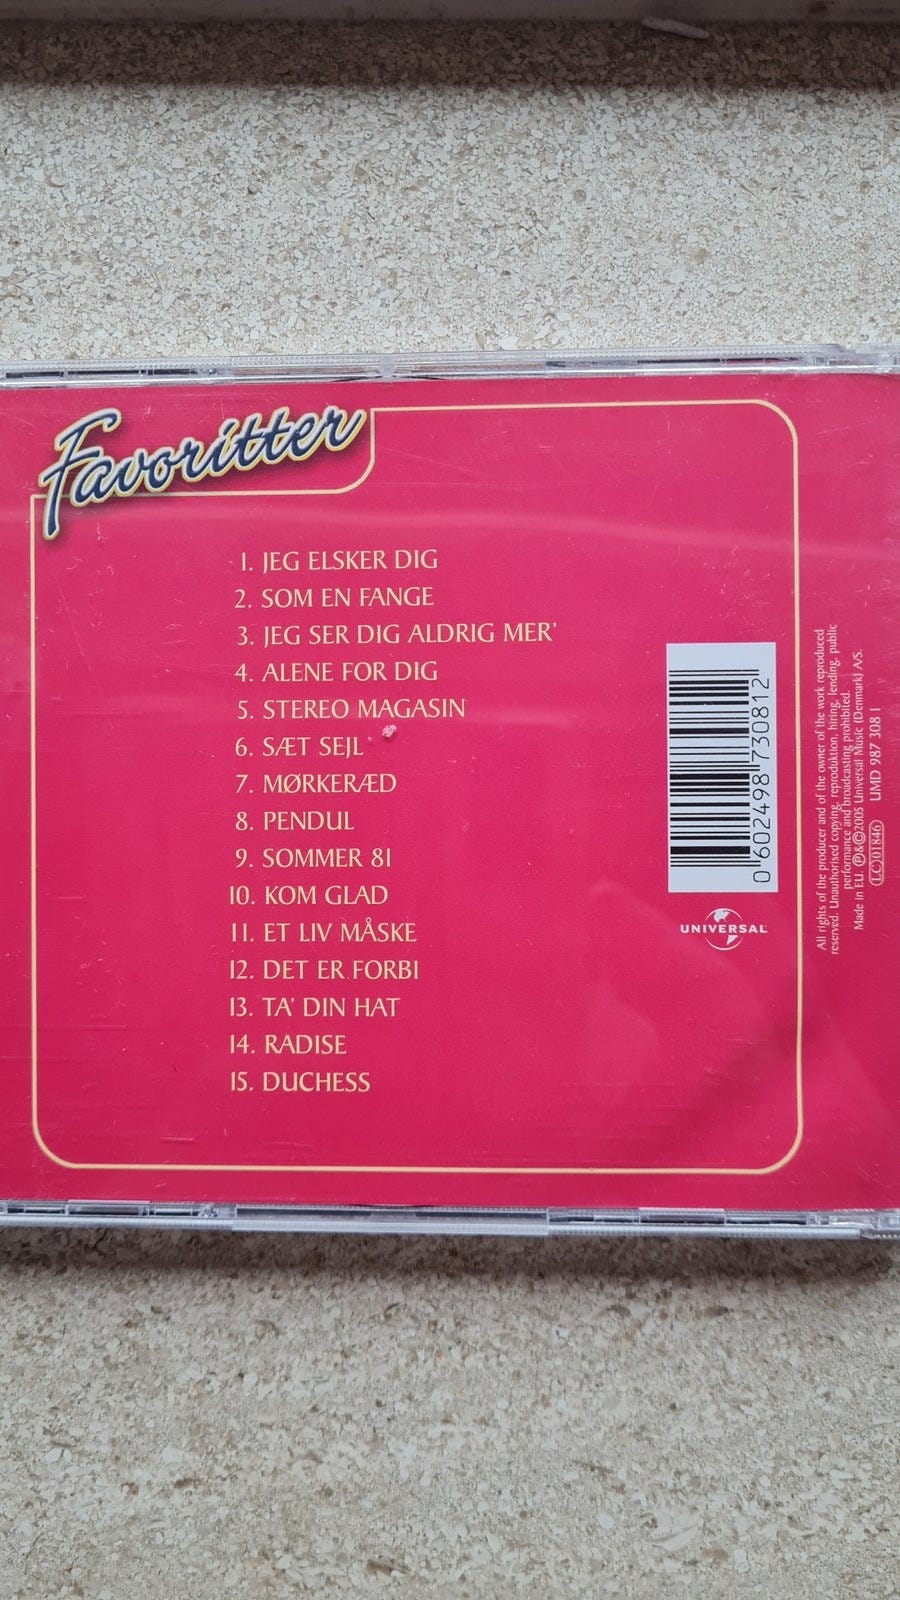 Favoritter
1. JEG ELSKER DIG
2. SOM EN FANGE
3. JEG SER DIG ALDRIG MER'
4. ALENE FOR DIG
5. STEREO MAGASIN
6. SÆT SEJL
7. MØRKERÆD
8. PENDUL
9. SOMMER 81
10. KOM GLAD
11. ET LIV MÅSKE
12. DET ER FORBI
13. TA' DIN HAT
14. RADISE
15. DUCHESS
0 602498 730812
UNIVERSAL
All rights of the producer and of the owner of the work reproduced
reserved. Unauthorised copying, reproduction, hiring, lending, public
performance and broadcasting prohibited.
Made in EU. ℗&©2005 Universal Music (Denmark) A/S.
LC 01846 UMD 987 308 1